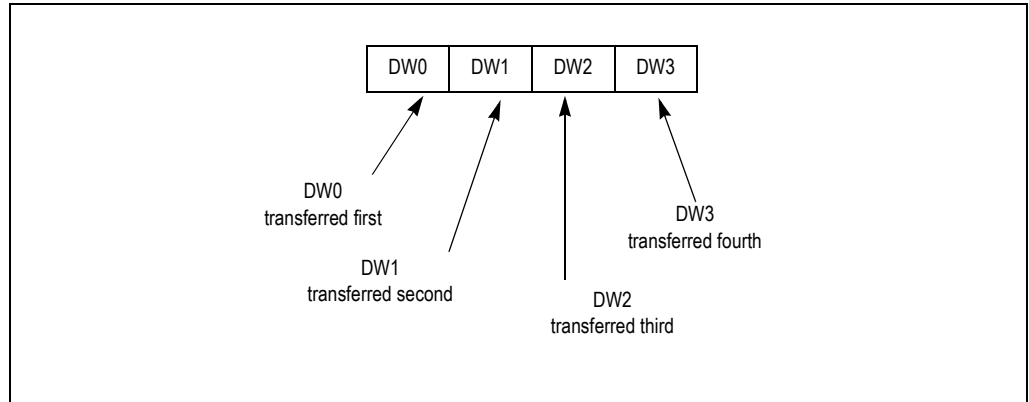 DW0 DW1 DW2 DW3
DW0
transferred first
DW1
transferred second
DW2
transferred third
DW3
transferred fourth